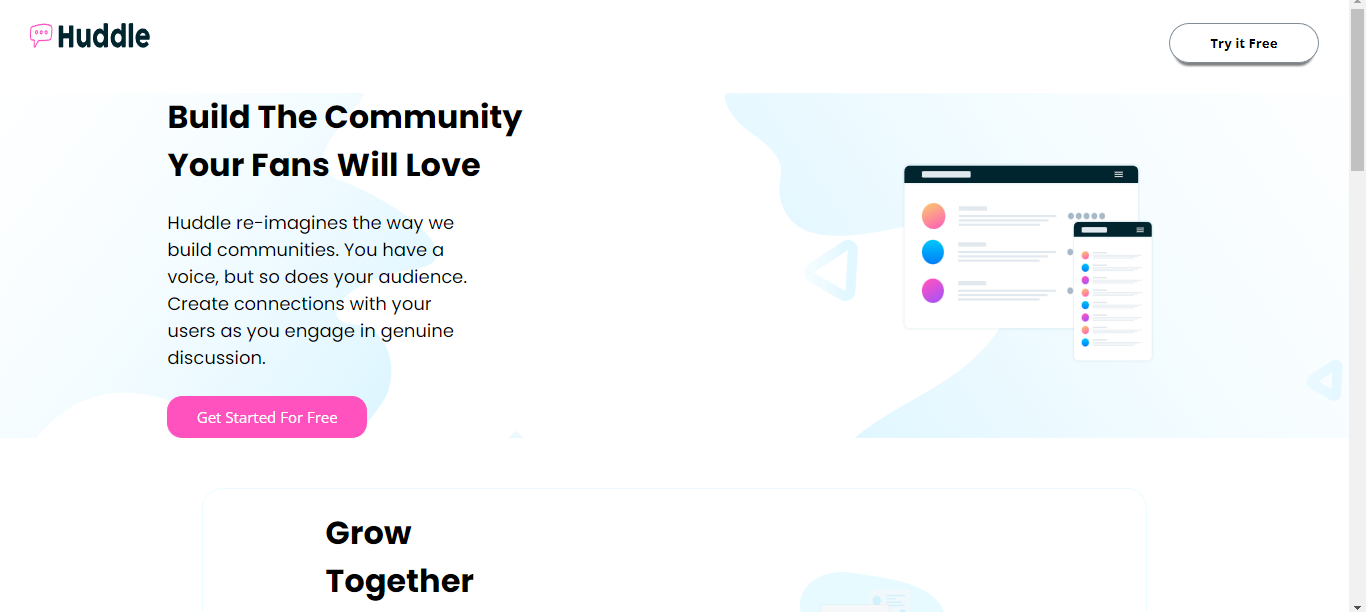 Huddle
Try it Free
Build The Community
Your Fans Will Love
Huddle re-imagines the way we
build communities. You have a
voice, but so does your audience.
Create connections with your
users as you engage in genuine
discussion.
Get Started For Free
Grow
Together